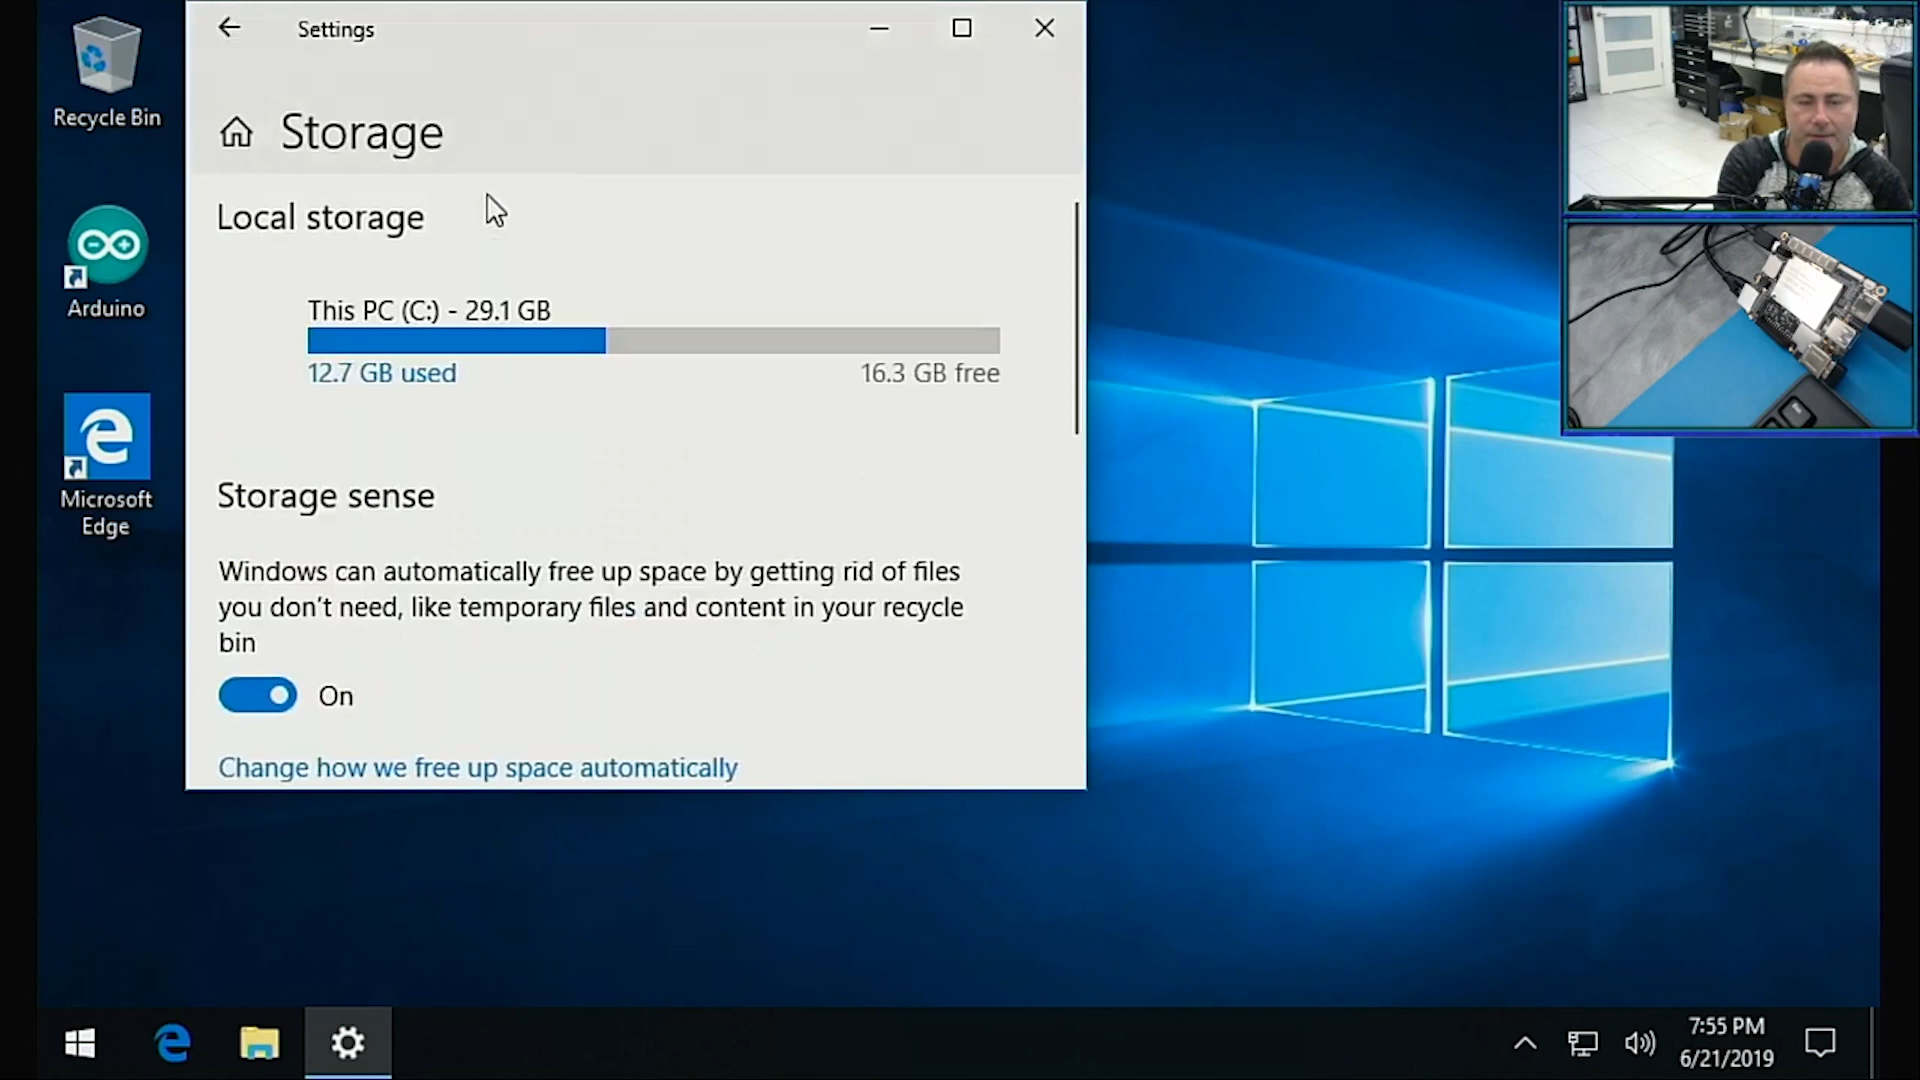 Settings
Recycle Bin
Storage
Local storage
Arduino
This PC (C:) - 29.1 GB
12.7 GB used
16.3 GB free
Microsoft
Edge
Storage sense
Windows can automatically free up space by getting rid of files
you don't need, like temporary files and content in your recycle
bin
On
Change how we free up space automatically
7:55 PM
6/21/2019